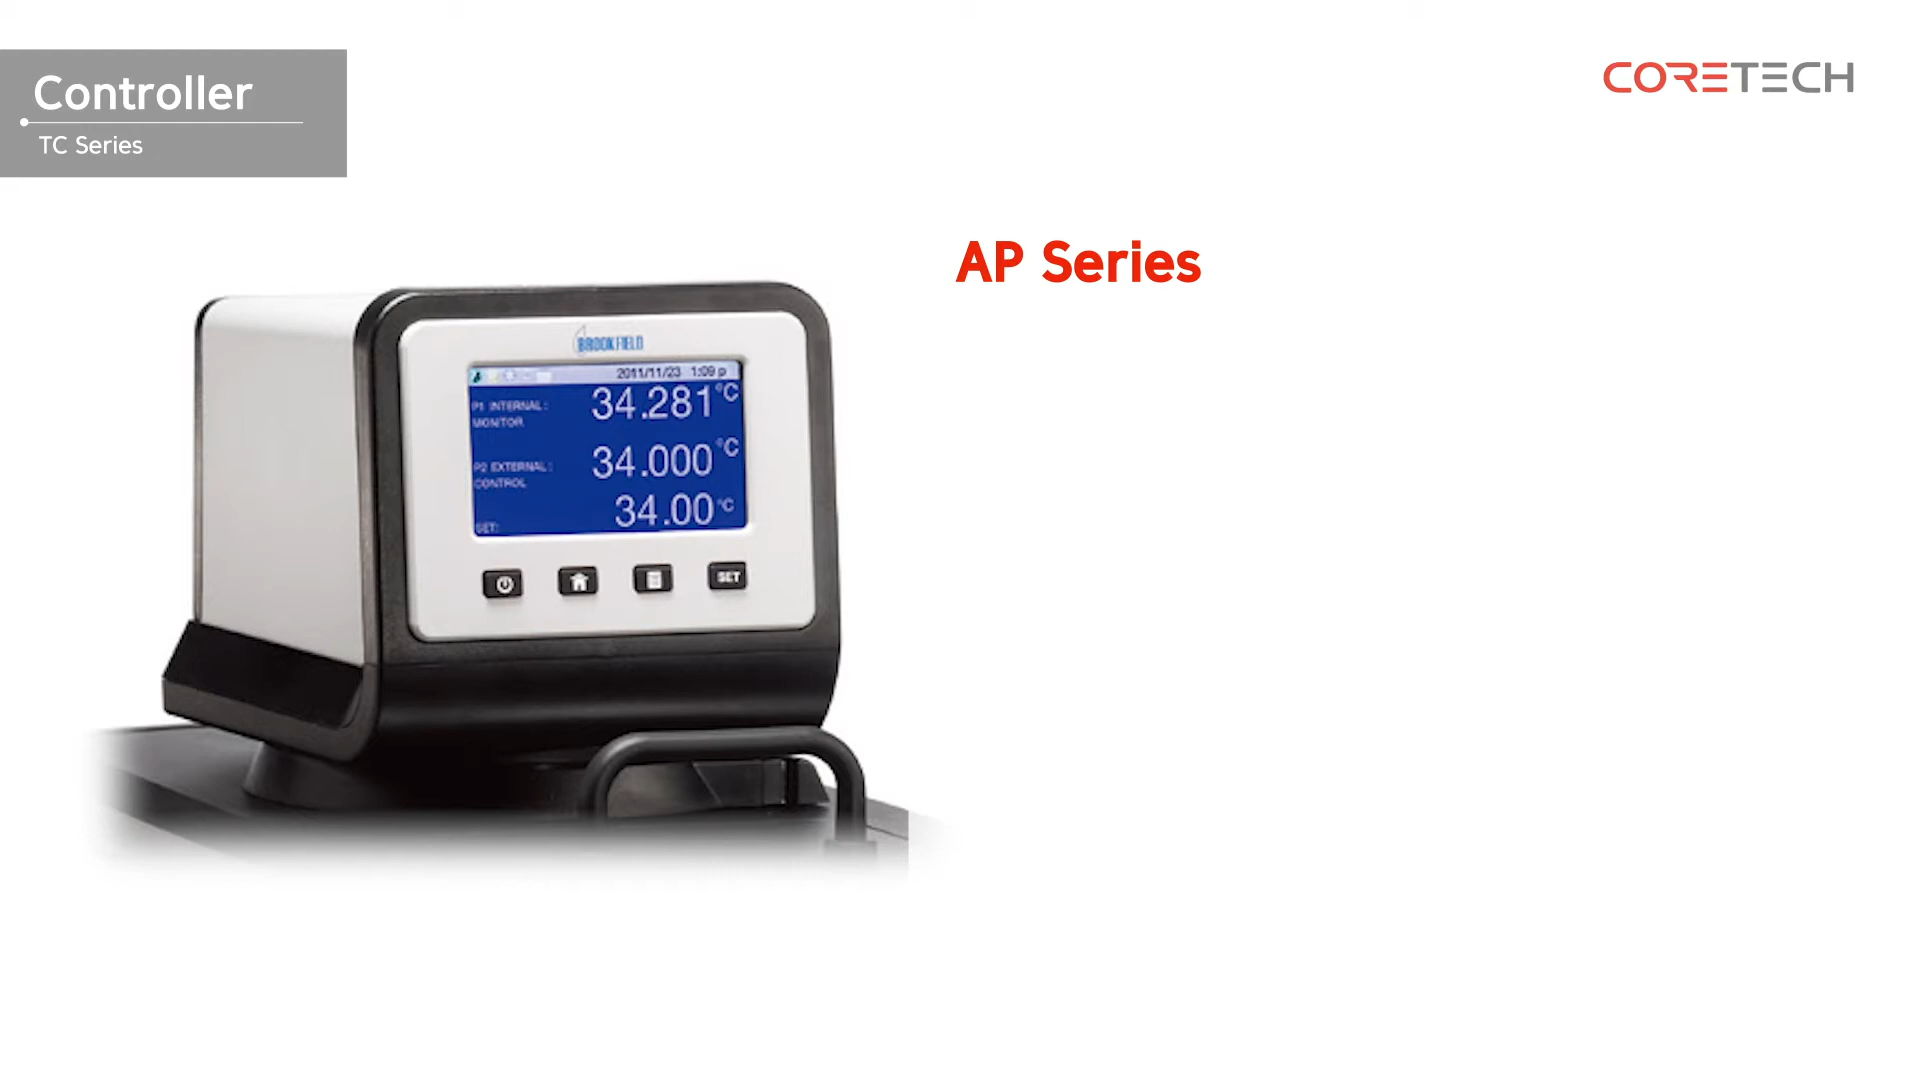 Controller
TC Series
CORETECH
AP Series
BROOKFIELD
2011/11/23 1:09 p
P1 INTERNAL: 34.281°C
MONITOR
P2 EXTERNAL: 34.000°C
CONTROL
SET: 34.00°C
SET